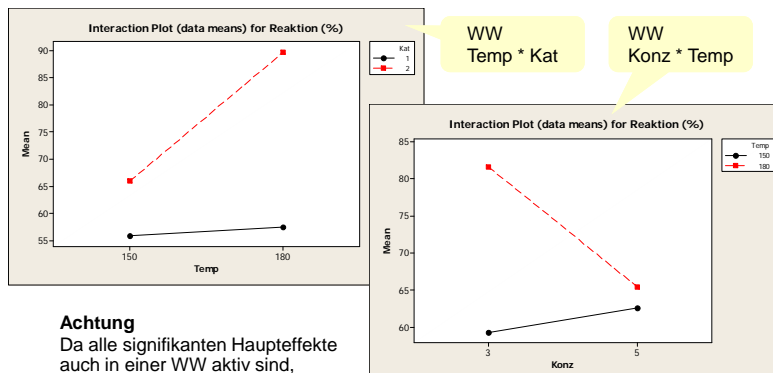 Interaction Plot (data means) for Reaktion (%)
90
85
80
75
70
65
60
55
Mean
150
180
Temp
Kat
1
2
WW
Temp * Kat
WW
Konz * Temp
Interaction Plot (data means) for Reaktion (%)
85
80
75
70
65
60
Mean
3
5
Konz
Temp
150
180
Achtung
Da alle signifikanten Haupteffekte
auch in einer WW aktiv sind,